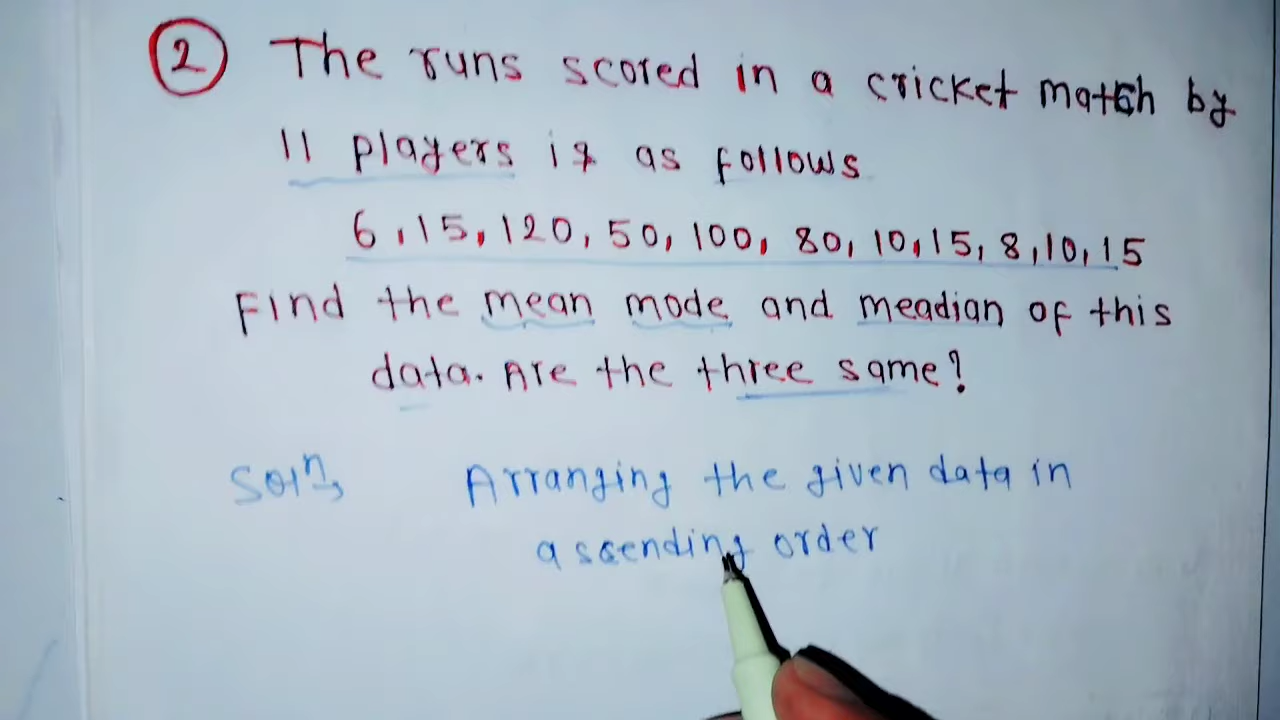 2 The runs scored in a cricket match by
11 players is as follows
6, 15, 120, 50, 100, 80, 10, 15, 8, 10, 15
Find the mean mode and meadian of this
data. Are the three same?
Solⁿ, Arranging the given data in
ascending order